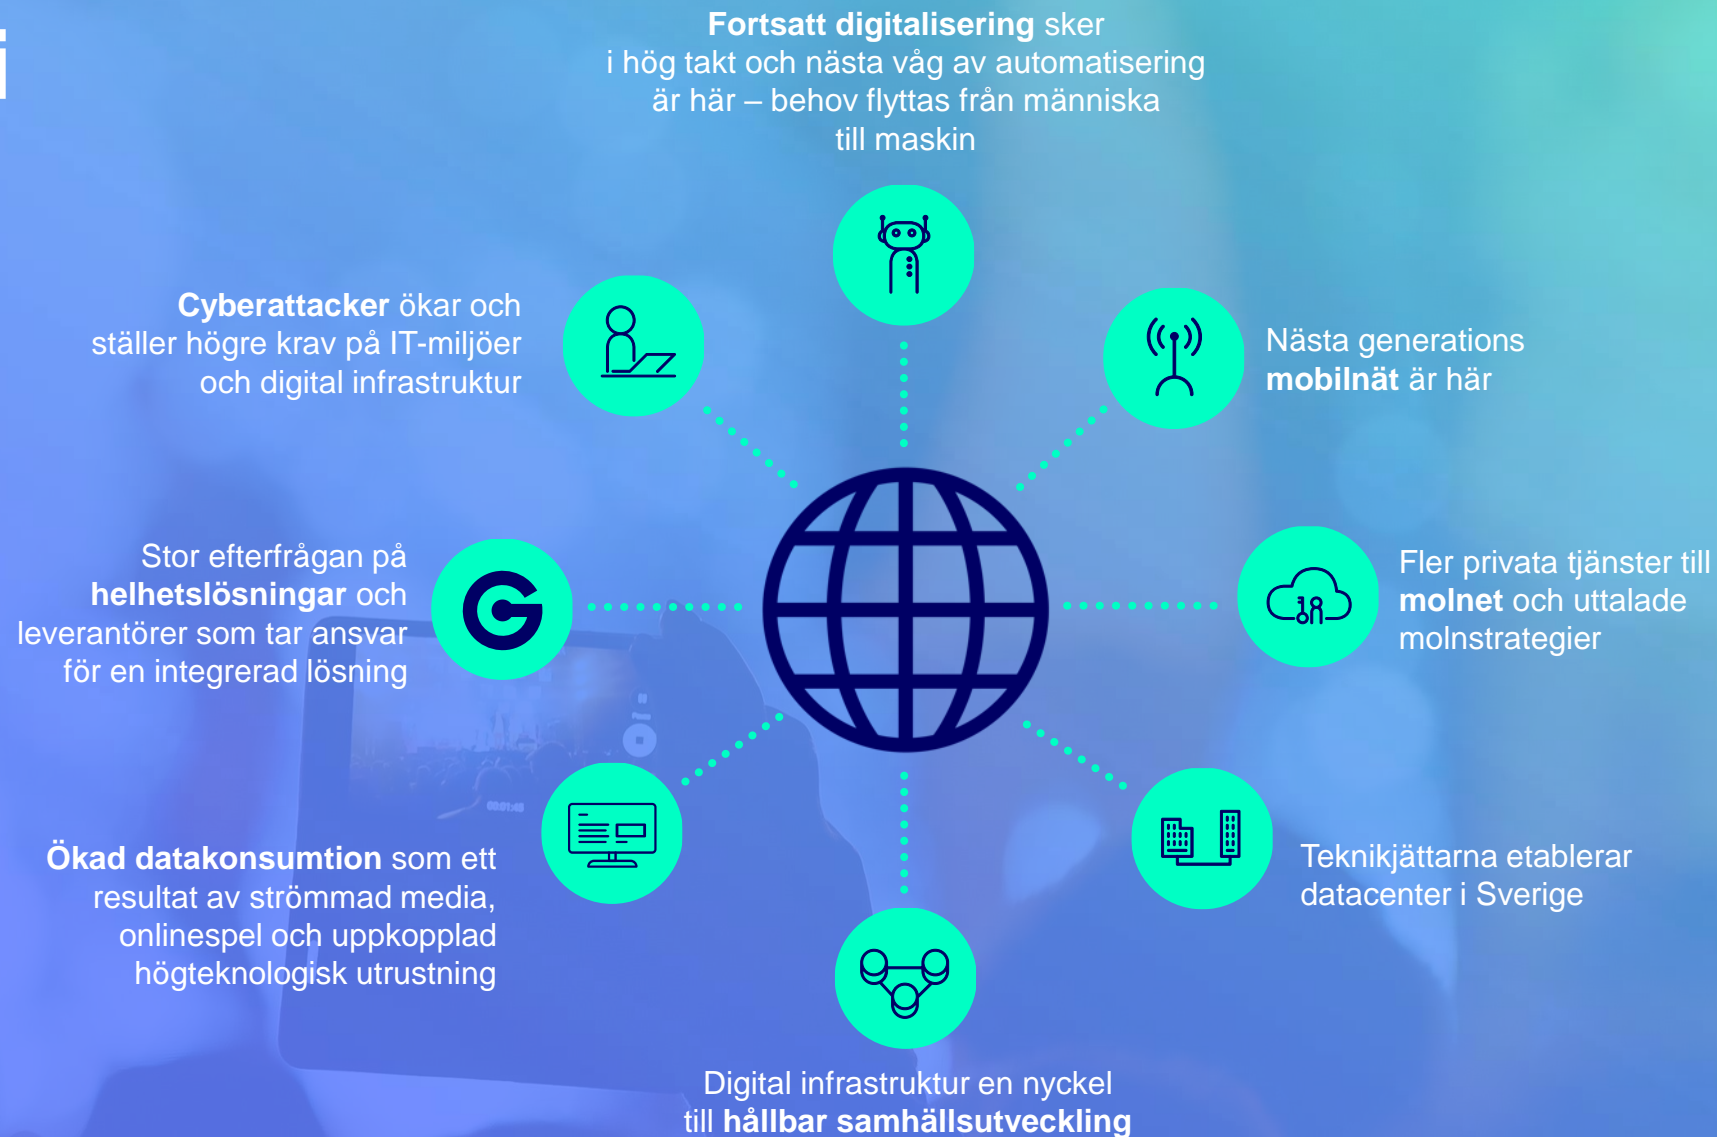 i
Fortsatt digitalisering sker
i hög takt och nästa våg av automatisering
är här – behov flyttas från människa
till maskin
Cyberattacker ökar och
ställer högre krav på IT-miljöer
och digital infrastruktur
Nästa generations
mobilnät är här
Stor efterfrågan på
helhetslösningar och
leverantörer som tar ansvar
för en integrerad lösning
Fler privata tjänster till
molnet och uttalade
molnstrategier
Ökad datakonsumtion som ett
resultat av strömmad media,
onlinespel och uppkopplad
högteknologisk utrustning
Teknikjättarna etablerar
datacenter i Sverige
Digital infrastruktur en nyckel
till hållbar samhällsutveckling